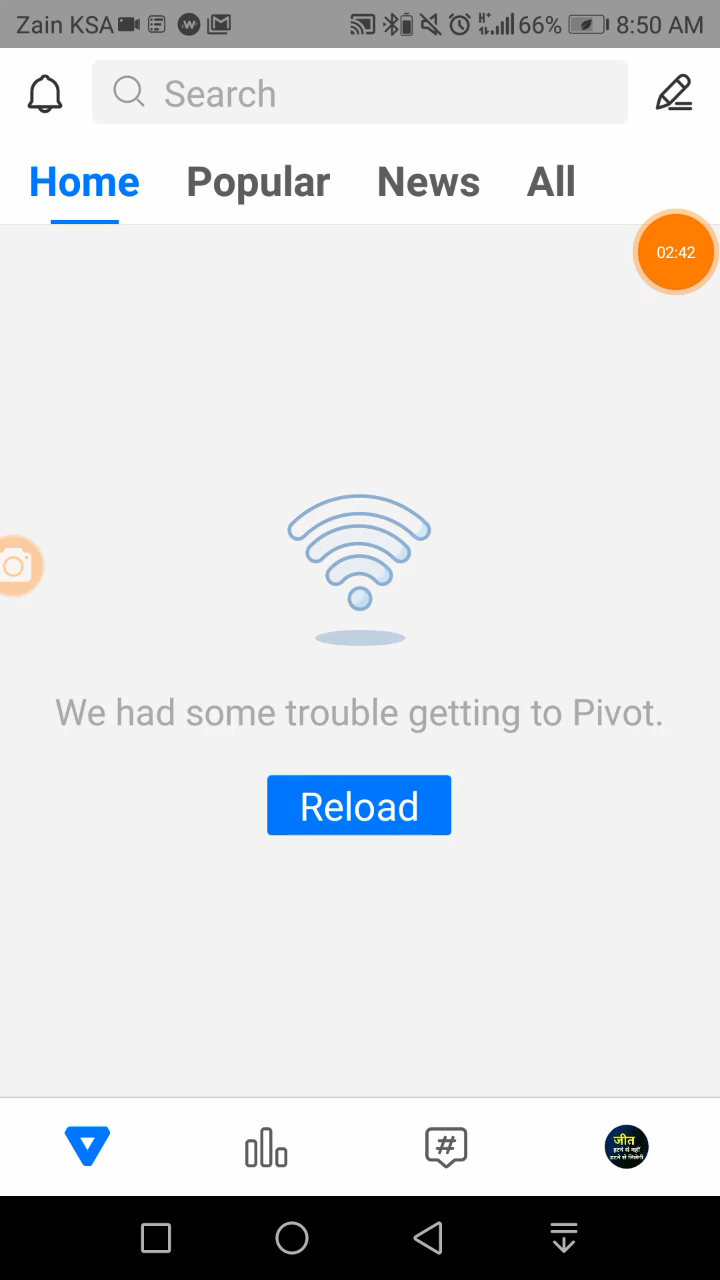 Zain KSA 66% 8:50 AM
Search
Home Popular News All
02:42
We had some trouble getting to Pivot.
Reload
#
जीत